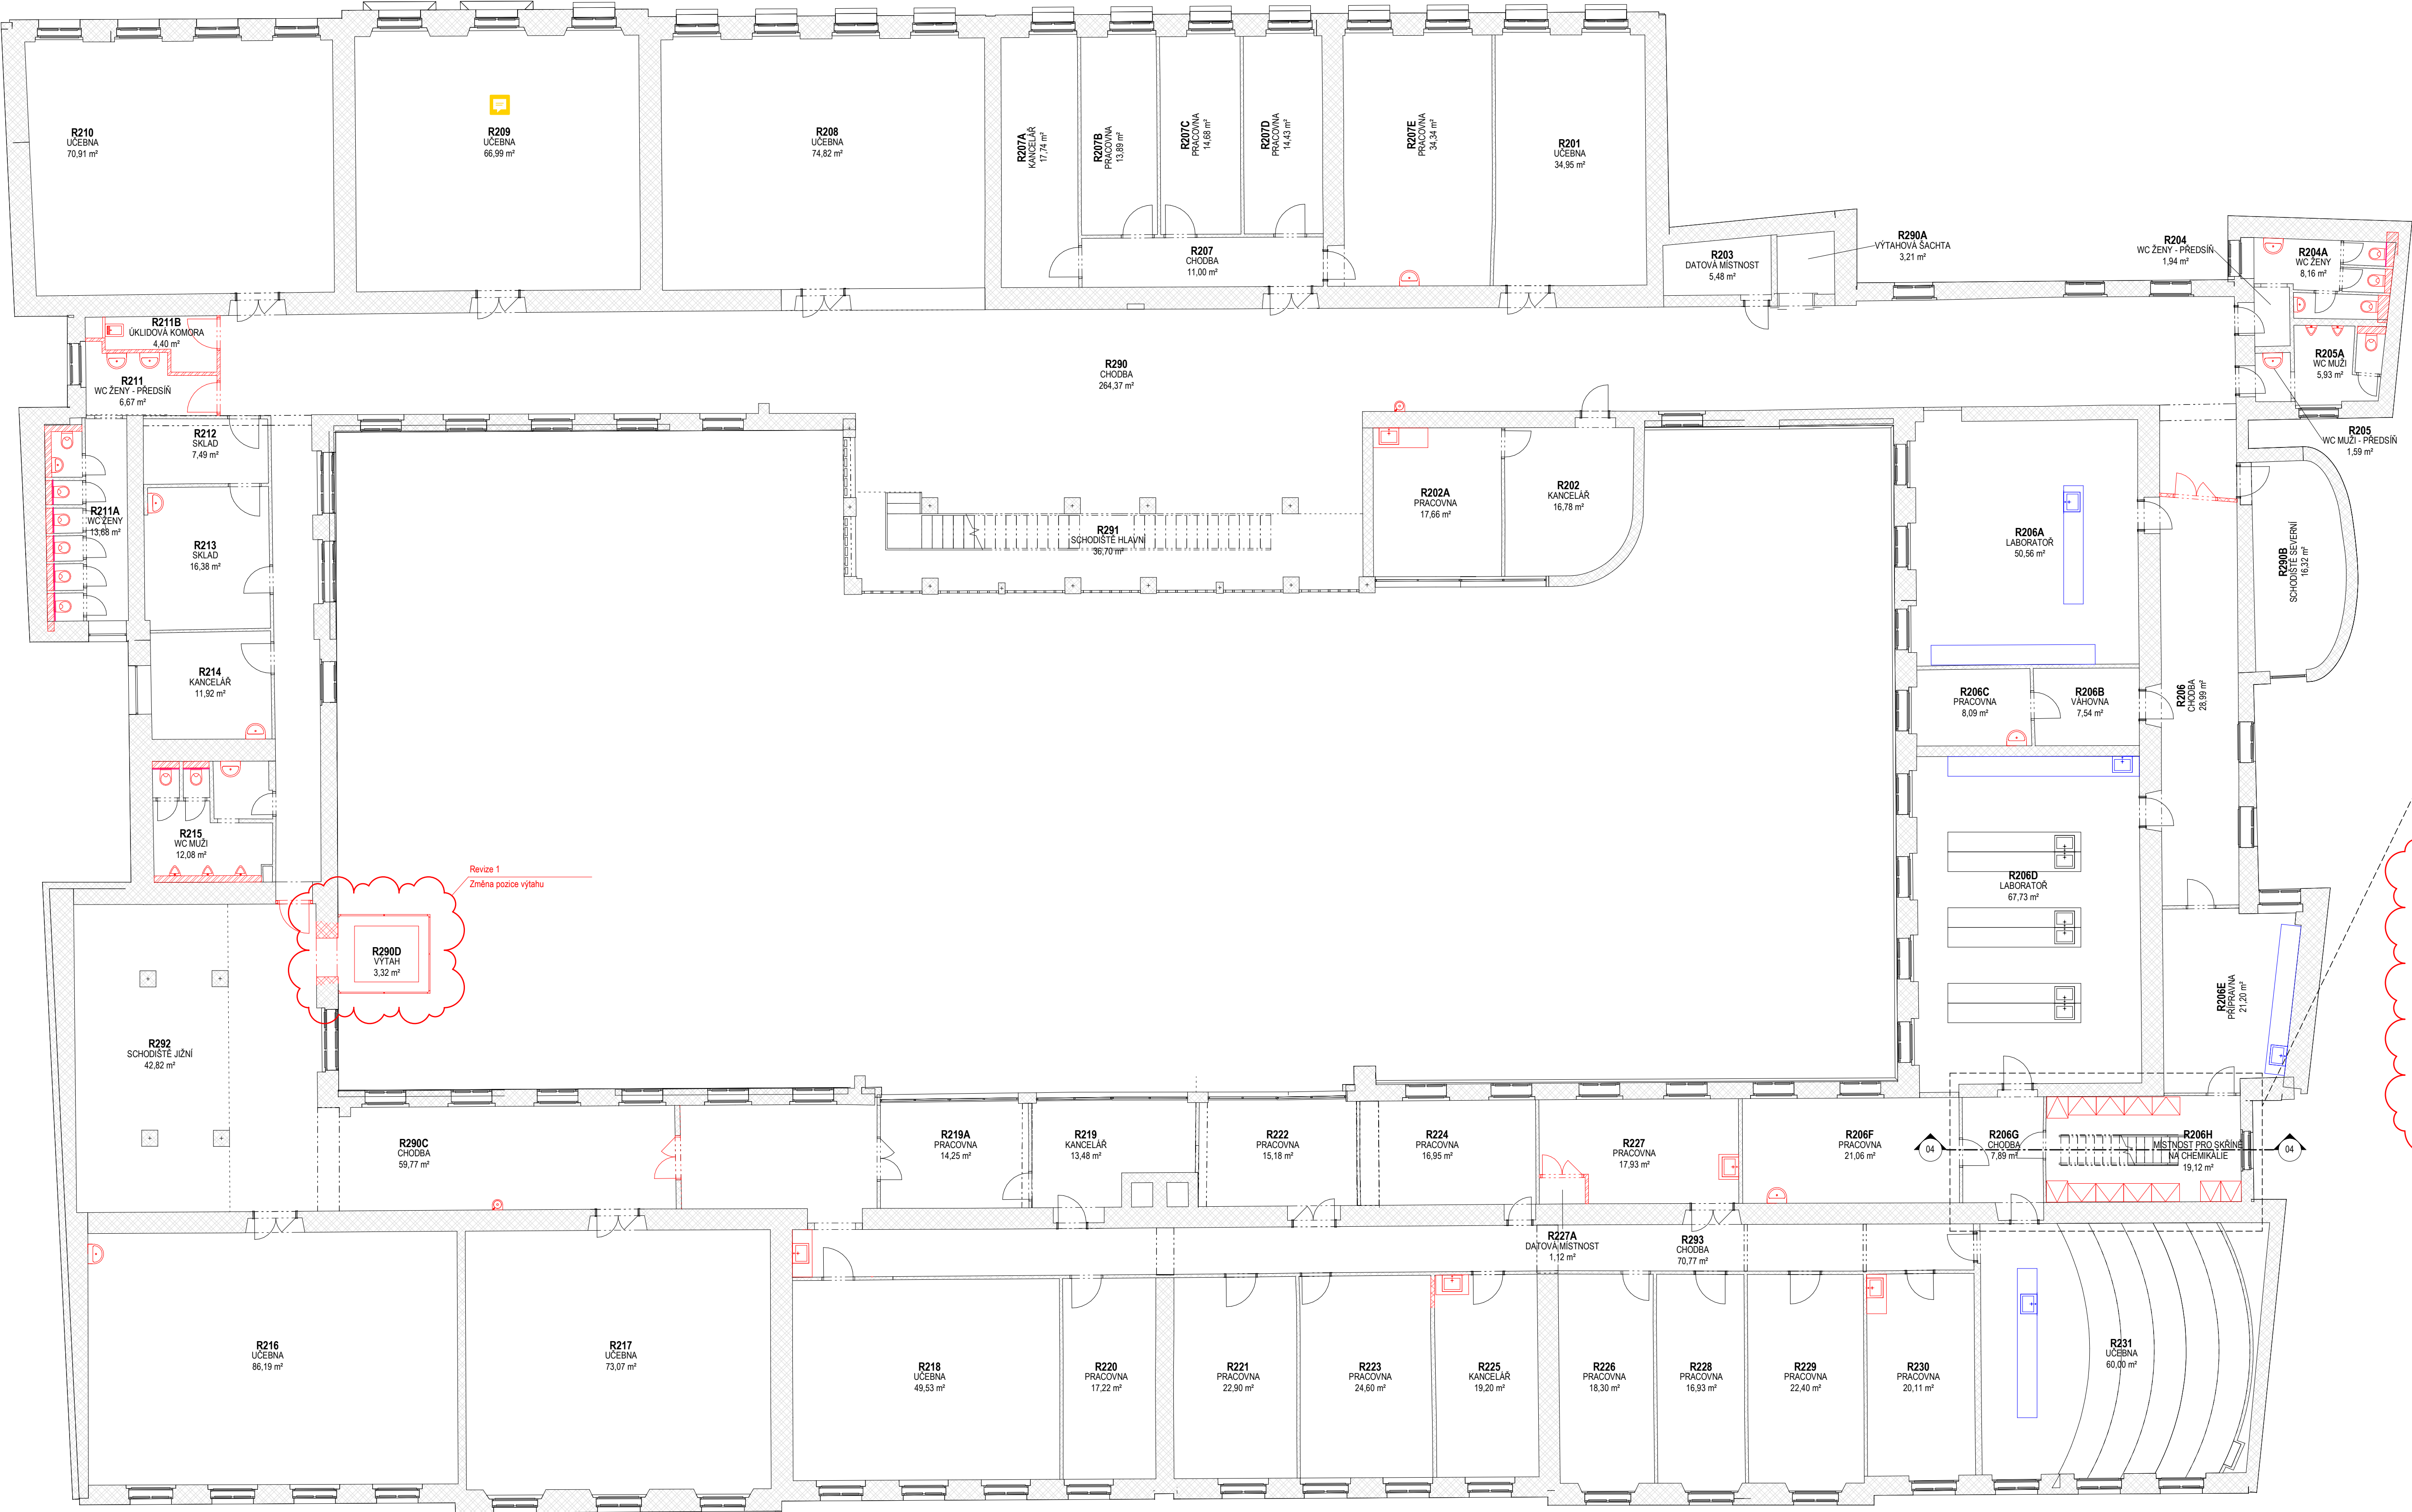 R210
UČEBNA
70,91 m²
R209
UČEBNA
66,99 m²
R208
UČEBNA
74,82 m²
R207A
KANCELÁŘ
17,74 m²
R207B
PRACOVNA
13,89 m²
R207C
PRACOVNA
14,68 m²
R207D
PRACOVNA
14,43 m²
R207E
PRACOVNA
34,34 m²
R201
UČEBNA
34,95 m²
R207
CHODBA
11,00 m²
R203
DATOVÁ MÍSTNOST
5,48 m²
R290A
VÝTAHOVÁ ŠACHTA
3,21 m²
R204
WC ŽENY - PŘEDSÍŇ
1,94 m²
R204A
WC ŽENY
8,16 m²
R205A
WC MUŽI
5,93 m²
R205
WC MUŽI - PŘEDSÍŇ
1,59 m²
R211B
ÚKLIDOVÁ KOMORA
4,40 m²
R211
WC ŽENY - PŘEDSÍŇ
6,67 m²
R290
CHODBA
264,37 m²
R212
SKLAD
7,49 m²
R211A
WC ŽENY
13,68 m²
R213
SKLAD
16,38 m²
R214
KANCELÁŘ
11,92 m²
R215
WC MUŽI
12,08 m²
R291
SCHODIŠTĚ HLAVNÍ
36,70 m²
R202A
PRACOVNA
17,66 m²
R202
KANCELÁŘ
16,78 m²
R206A
LABORATOŘ
50,56 m²
R290B
SCHODIŠTĚ SEVERNÍ
16,32 m²
R206C
PRACOVNA
8,09 m²
R206B
VÁHOVNA
7,54 m²
R206
CHODBA
28,99 m²
R206D
LABORATOŘ
67,73 m²
R206E
PŘÍPRAVNA
21,20 m²
Revize 1
Změna pozice výtahu
R290D
VÝTAH
3,32 m²
R292
SCHODIŠTĚ JIŽNÍ
42,82 m²
R290C
CHODBA
59,77 m²
R219A
PRACOVNA
14,25 m²
R219
KANCELÁŘ
13,48 m²
R222
PRACOVNA
15,18 m²
R224
PRACOVNA
16,95 m²
R227
PRACOVNA
17,93 m²
R206F
PRACOVNA
21,06 m²
04
R206G
CHODBA
7,89 m²
R206H
MÍSTNOST PRO SKŘÍNĚ
NA CHEMIKÁLIE
19,12 m²
04
R227A
DATOVÁ MÍSTNOST
1,12 m²
R293
CHODBA
70,77 m²
R216
UČEBNA
86,19 m²
R217
UČEBNA
73,07 m²
R218
UČEBNA
49,53 m²
R220
PRACOVNA
17,22 m²
R221
PRACOVNA
22,90 m²
R223
PRACOVNA
24,60 m²
R225
KANCELÁŘ
19,20 m²
R226
PRACOVNA
18,30 m²
R228
PRACOVNA
16,93 m²
R229
PRACOVNA
22,40 m²
R230
PRACOVNA
20,11 m²
R231
UČEBNA
60,00 m²